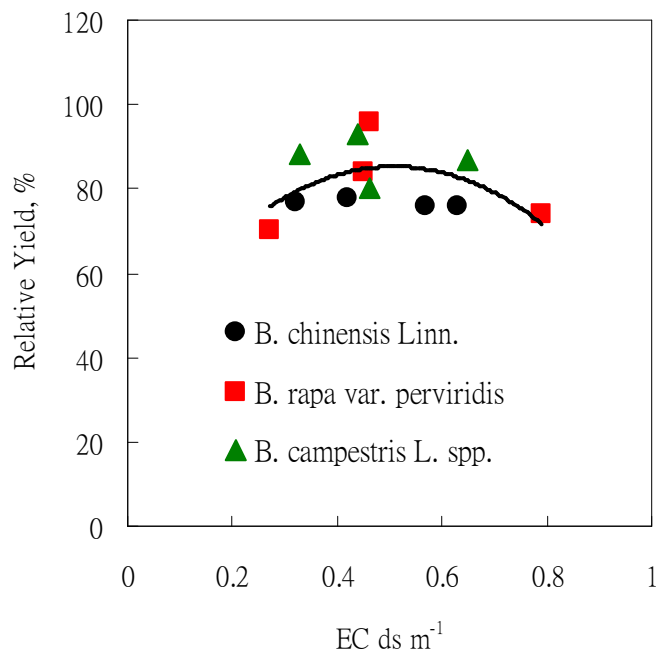 120
100
80
60
40
20
0
Relative Yield, %
B. chinensis Linn.
B. rapa var. perviridis
B. campestris L. spp.
0 0.2 0.4 0.6 0.8 1
EC ds m⁻¹